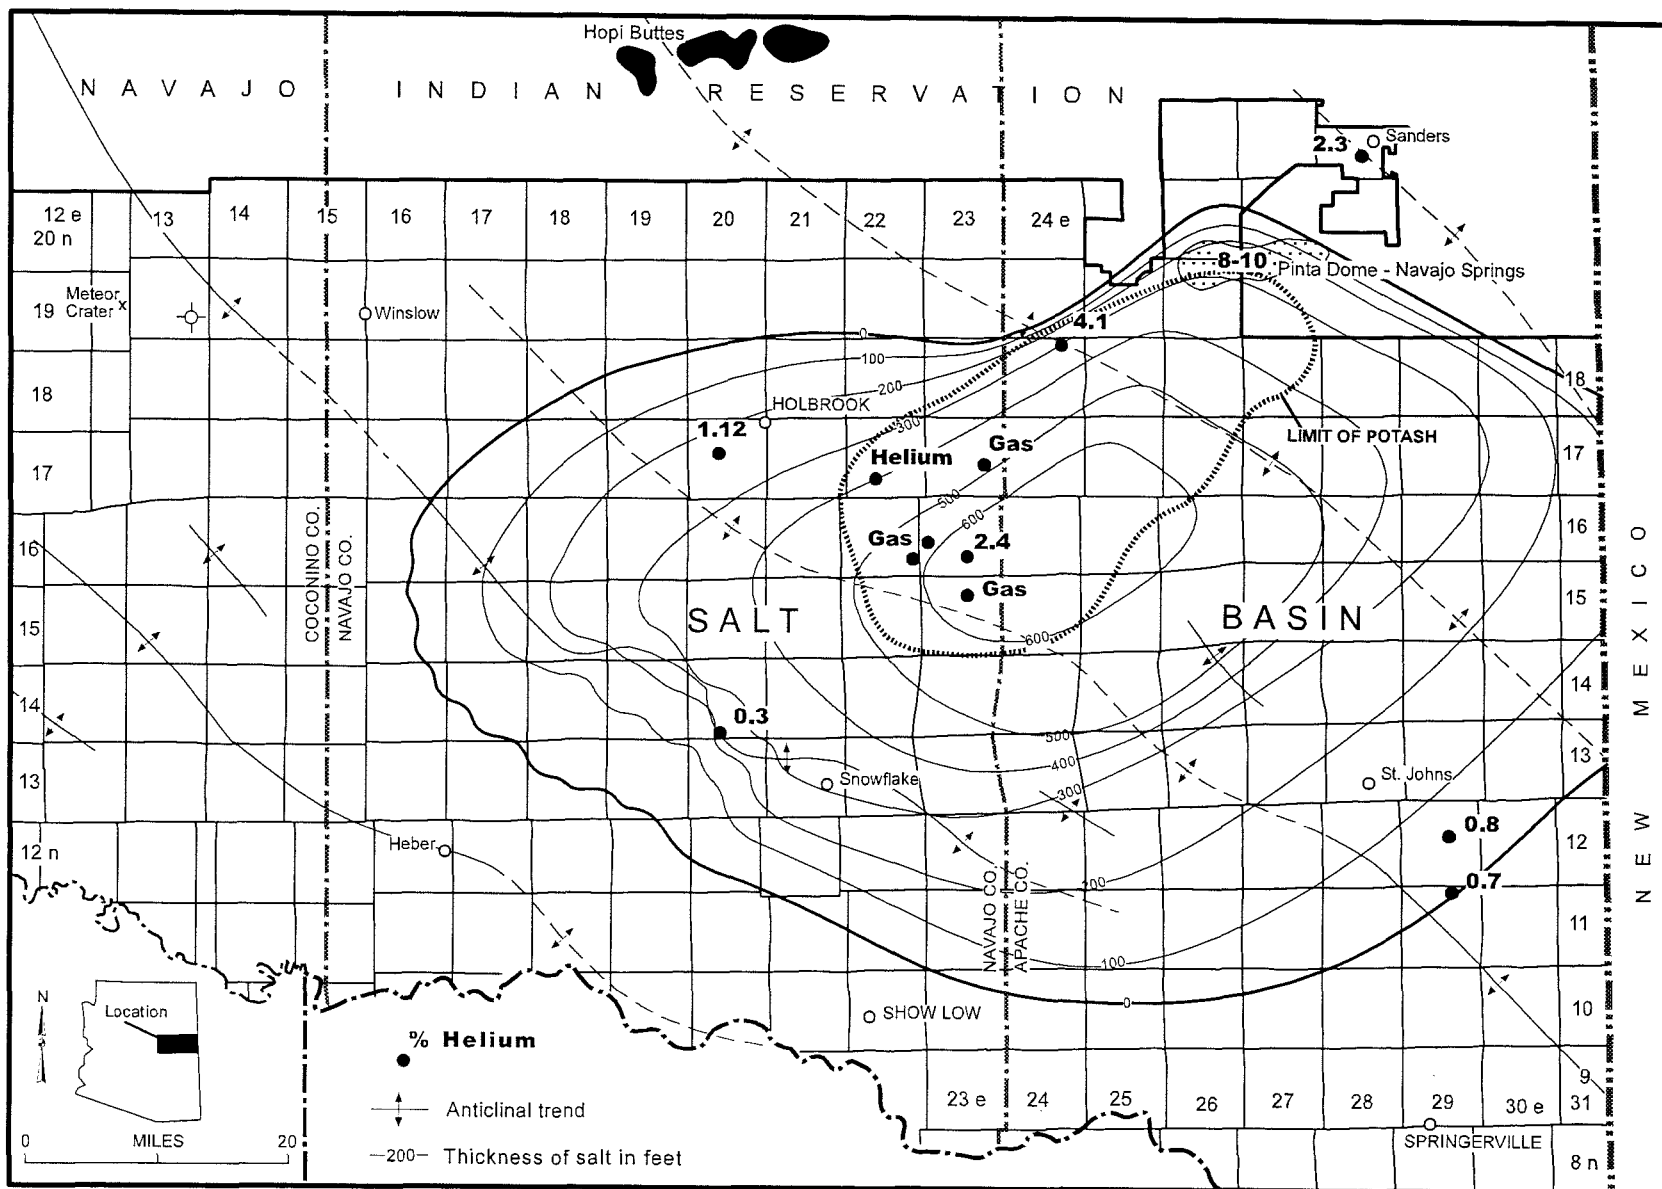 Hopi Buttes
NAVAJO INDIAN RESERVATION
Sanders
2.3
12 e
13
14
15
16
17
18
19
20
21
22
23
24 e
20 n
8-10
Pinta Dome - Navajo Springs
19
Meteor
Crater
x
Winslow
4.1
0
100
18
200
18
HOLBROOK
1.12
300
Gas
LIMIT OF POTASH
Helium
17
17
500
COCONINO CO.
NAVAJO CO.
600
16
Gas
2.4
16
Gas
15
SALT
BASIN
15
600
NEW MEXICO
14
14
0.3
500
13
400
13
Snowflake
St. Johns
300
0.8
12 n
Heber
12
200
0.7
NAVAJO CO.
APACHE CO.
11
100
0
10
SHOW LOW
N
Location
% Helium
9
23 e
24
25
26
27
28
29
30 e
31
Anticlinal trend
0
MILES
20
SPRINGERVILLE
-200-
Thickness of salt in feet
8 n